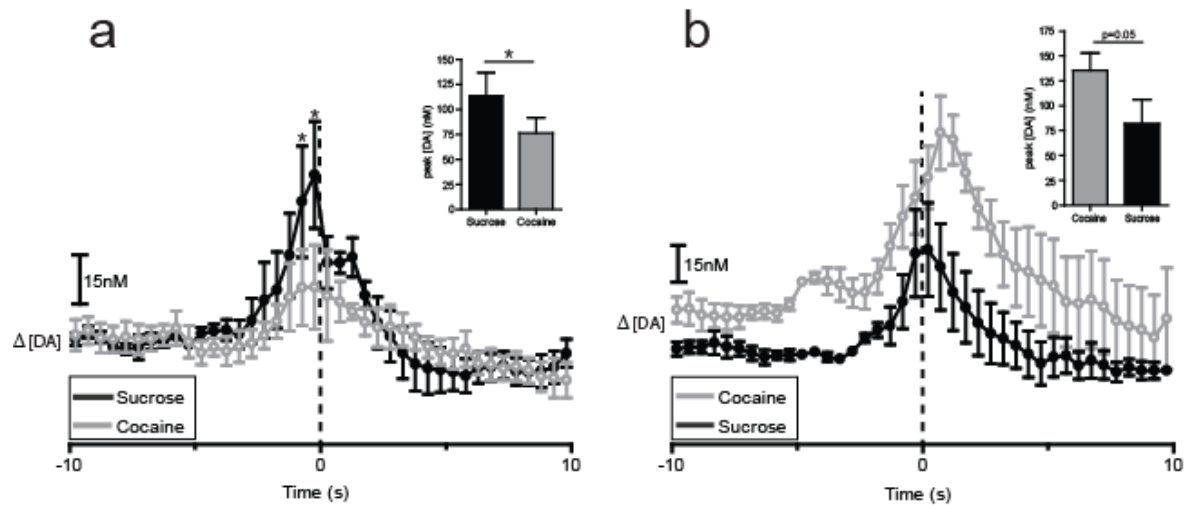 a
150
125
100
75
50
25
0
peak [DA] (nM)
*
Sucrose
Cocaine
*
*
15nM
Δ [DA]
Sucrose
Cocaine
-10
0
10
Time (s)
b
175
150
125
100
75
50
25
0
peak [DA] (nM)
p=0.05
Cocaine
Sucrose
15nM
Δ [DA]
Cocaine
Sucrose
-10
0
10
Time (s)